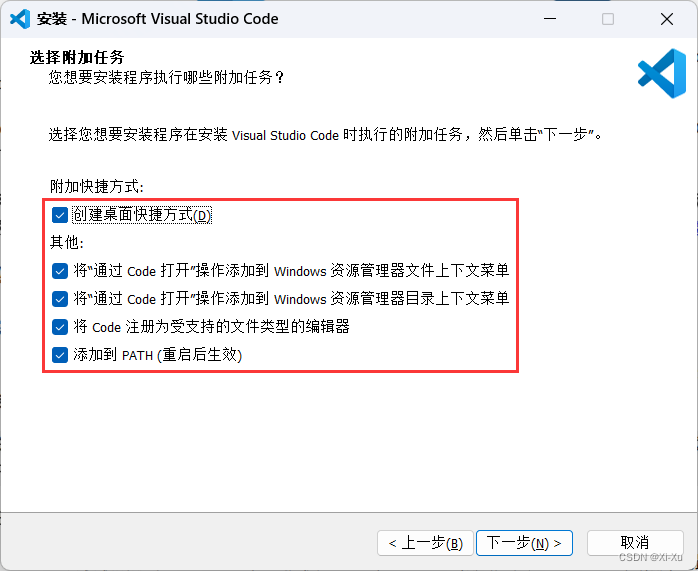 安装 - Microsoft Visual Studio Code
选择附加任务
您想要安装程序执行哪些附加任务？
选择您想要安装程序在安装 Visual Studio Code 时执行的附加任务，然后单击“下一步”。
附加快捷方式:
创建桌面快捷方式(D)
其他:
将“通过 Code 打开”操作添加到 Windows 资源管理器文件上下文菜单
将“通过 Code 打开”操作添加到 Windows 资源管理器目录上下文菜单
将 Code 注册为受支持的文件类型的编辑器
添加到 PATH (重启后生效)
< 上一步(B) 下一步(N) > 取消
CSDN @Xi-Xu